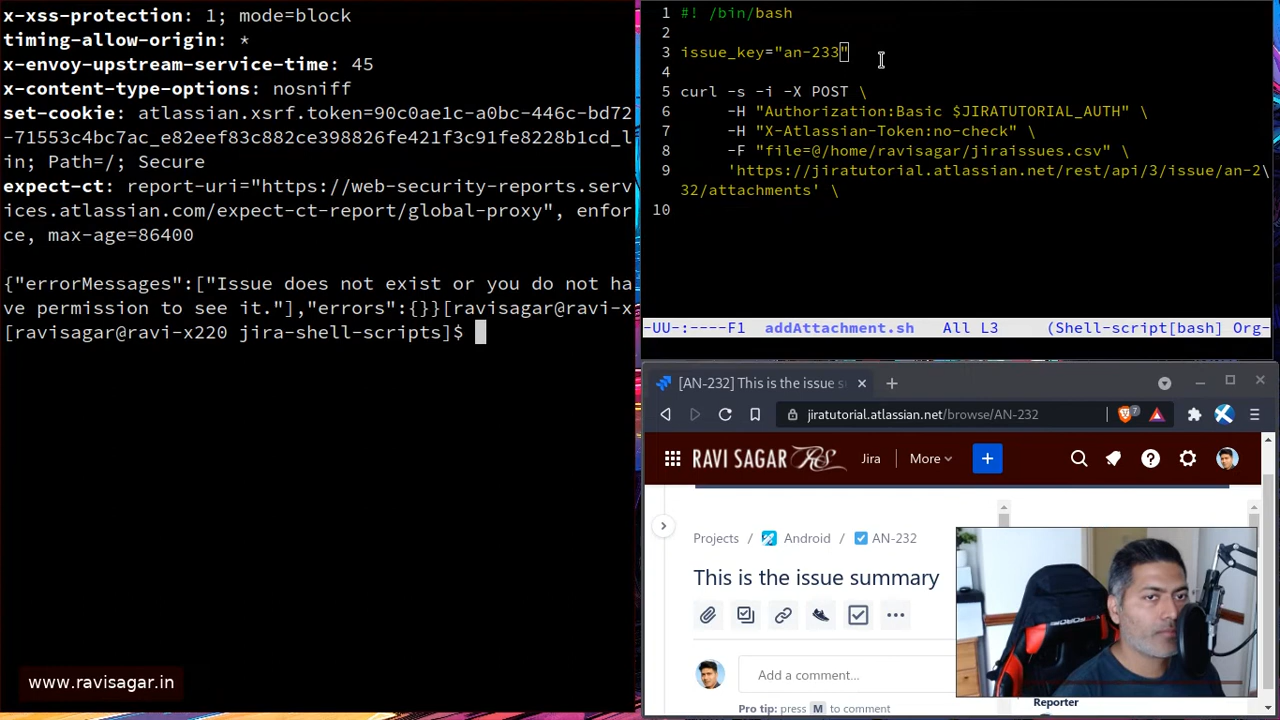 x-xss-protection: 1; mode=block
timing-allow-origin: *
x-envoy-upstream-service-time: 45
x-content-type-options: nosniff
set-cookie: atlassian.xsrf.token=90c0ae1c-a0bc-446c-bd72
-71553c4bc7ac_e82eef83c882ce398826fe421f3c91fe8228b1cd_l
in; Path=/; Secure
expect-ct: report-uri="https://web-security-reports.serv
ices.atlassian.com/expect-ct-report/global-proxy", enfor
ce, max-age=86400
{"errorMessages":["Issue does not exist or you do not ha
ve permission to see it."],"errors":{}}[ravisagar@ravi-x
[ravisagar@ravi-x220 jira-shell-scripts]$
www.ravisagar.in
1 #! /bin/bash
2
3 issue_key="an-233"
4
5 curl -s -i -X POST \
6 -H "Authorization:Basic $JIRATUTORIAL_AUTH" \
7 -H "X-Atlassian-Token:no-check" \
8 -F "file=@/home/ravisagar/jiraissues.csv" \
9 'https://jiratutorial.atlassian.net/rest/api/3/issue/an-2\
32/attachments' \
10
-UU-:----F1 addAttachment.sh All L3 (Shell-script[bash] Org-
[AN-232] This is the issue s
jiratutorial.atlassian.net/browse/AN-232
7
RAVI SAGAR RS
Jira
More
Projects / Android / AN-232
This is the issue summary
Add a comment…
Pro tip: press M to comment
Reporter